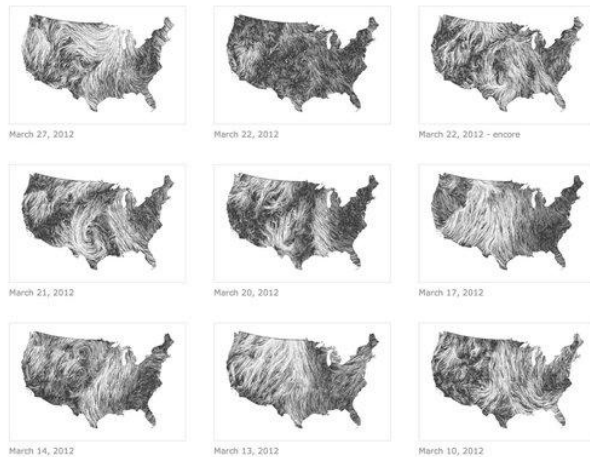 March 27, 2012
March 22, 2012
March 22, 2012 - encore
March 21, 2012
March 20, 2012
March 17, 2012
March 14, 2012
March 13, 2012
March 10, 2012